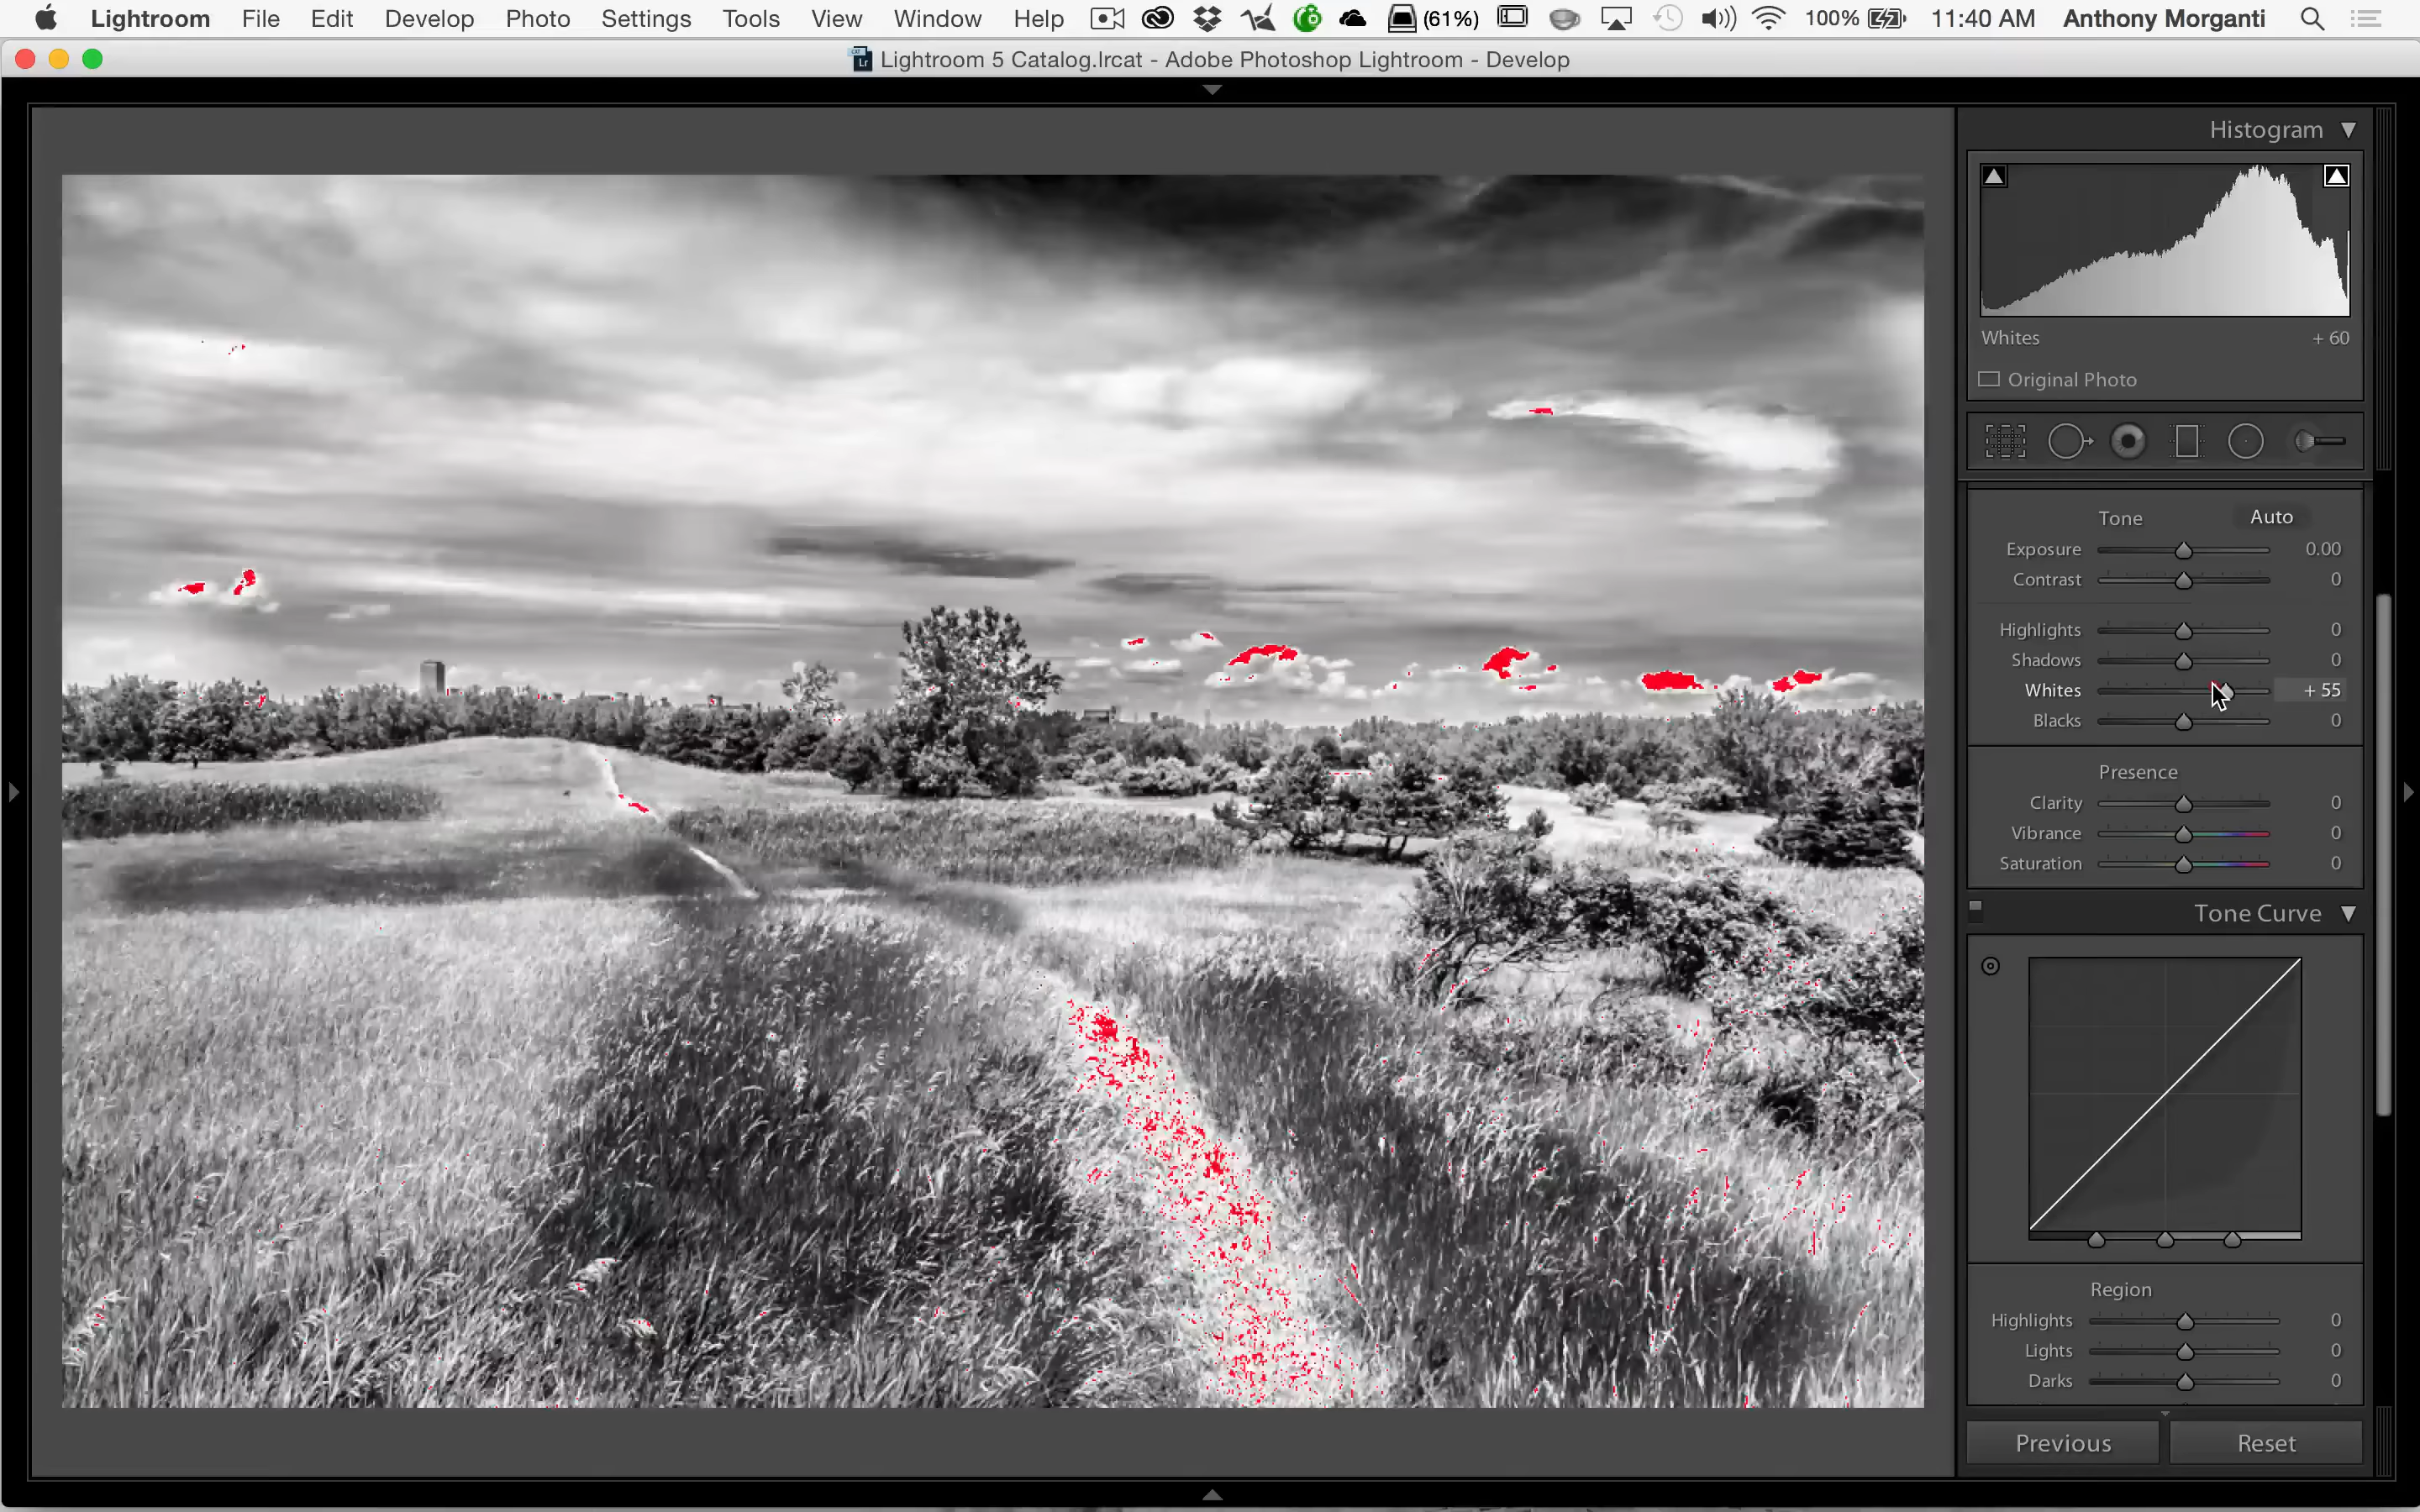 Lightroom File Edit Develop Photo Settings Tools View Window Help (61%) 100% 11:40 AM Anthony Morganti
Lightroom 5 Catalog.lrcat - Adobe Photoshop Lightroom - Develop
Histogram
Whites + 60
Original Photo
Tone Auto
Exposure 0.00
Contrast 0
Highlights 0
Shadows 0
Whites + 55
Blacks 0
Presence
Clarity 0
Vibrance 0
Saturation 0
Tone Curve
Region
Highlights 0
Lights 0
Darks 0
Previous Reset